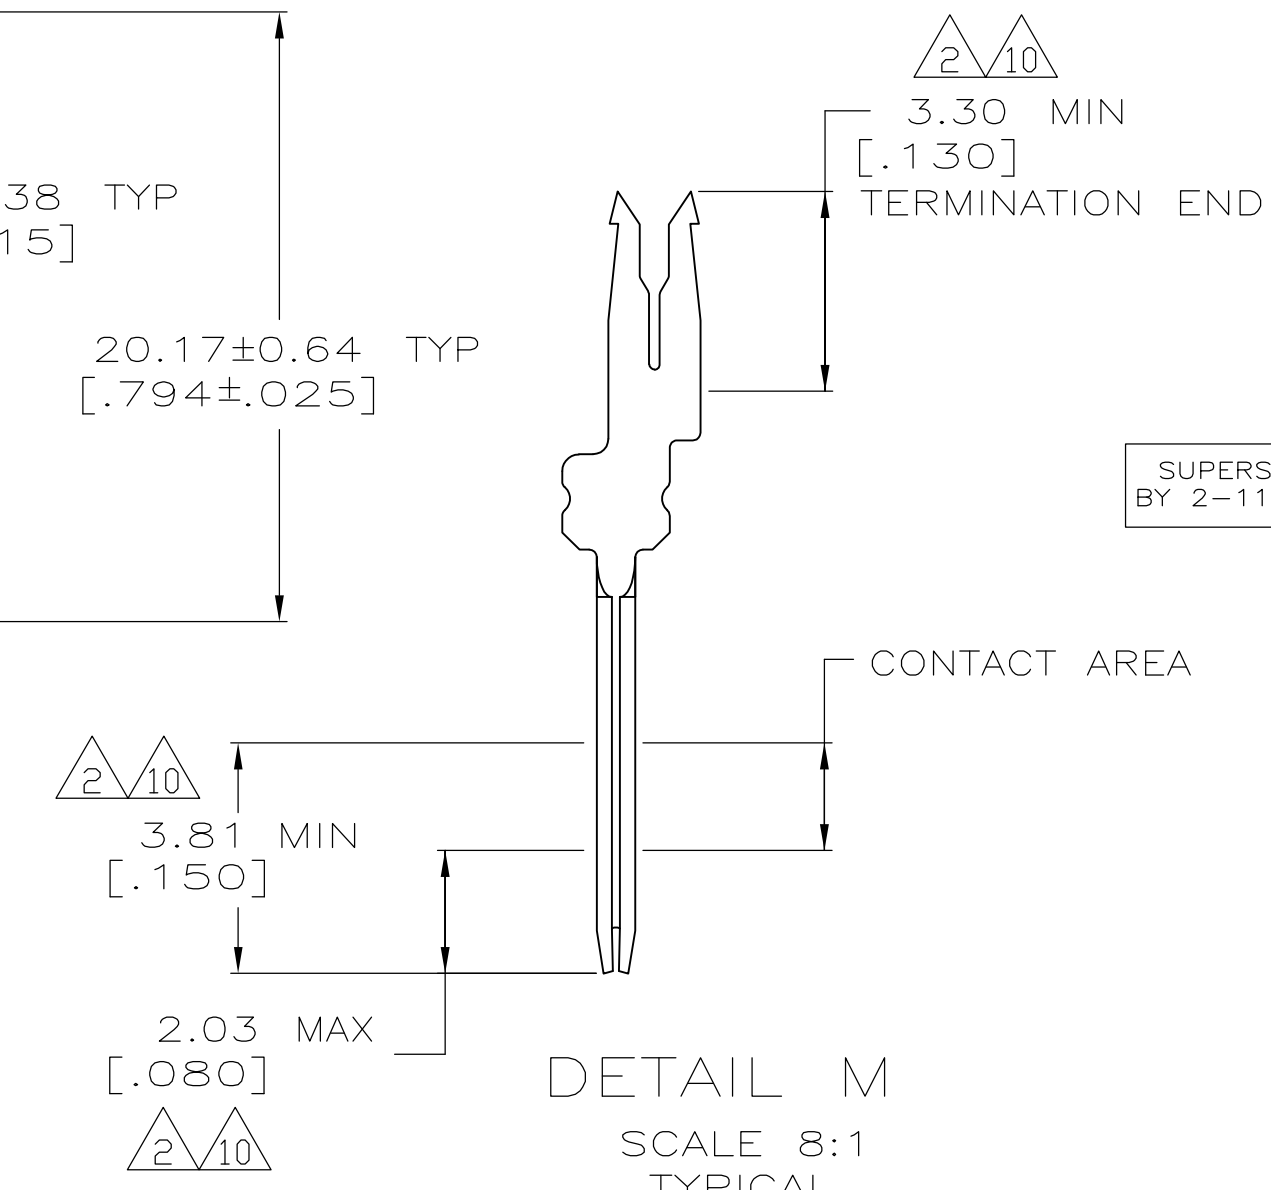 2 10
3.30 MIN
[.130]
TERMINATION END
38 TYP
15]
20.17±0.64 TYP
[.794±.025]
SUPERS
BY 2-11
CONTACT AREA
2 10
3.81 MIN
[.150]
2.03 MAX
[.080]
2 10
DETAIL M
SCALE 8:1
TYPICAL